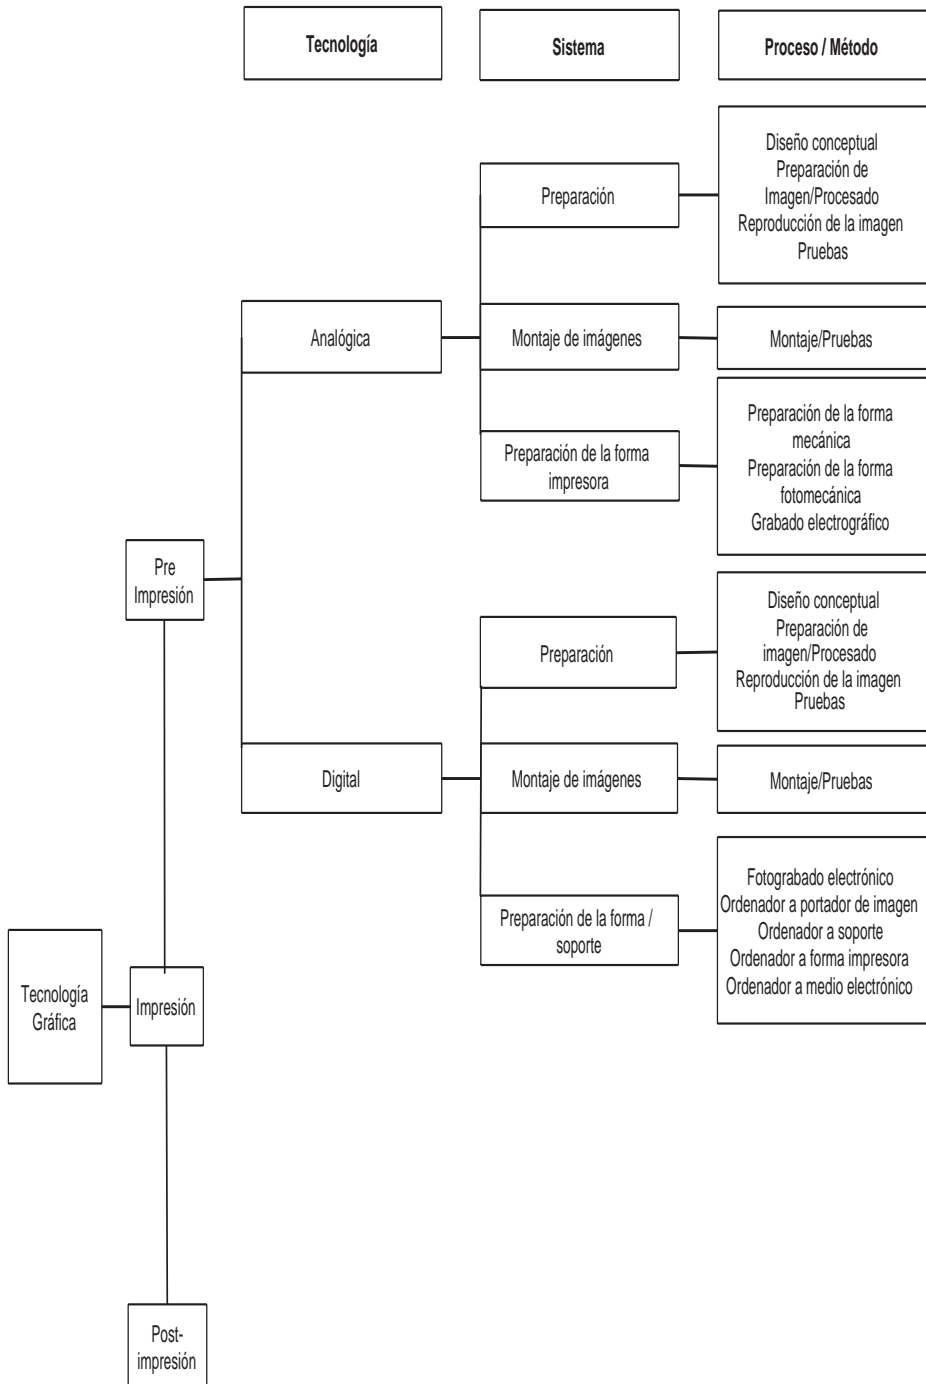 Tecnología
Sistema
Proceso / Método
Diseño conceptual
Preparación de
Imagen/Procesado
Reproducción de la imagen
Pruebas
Preparación
Analógica
Montaje de imágenes
Montaje/Pruebas
Preparación de la forma
impresora
Preparación de la forma
mecánica
Preparación de la forma
fotomecánica
Grabado electrográfico
Pre
Impresión
Preparación
Diseño conceptual
Preparación de
imagen/Procesado
Reproducción de la imagen
Pruebas
Digital
Montaje de imágenes
Montaje/Pruebas
Preparación de la forma /
soporte
Fotograbado electrónico
Ordenador a portador de imagen
Ordenador a soporte
Ordenador a forma impresora
Ordenador a medio electrónico
Tecnología
Gráfica
Impresión
Post-
impresión